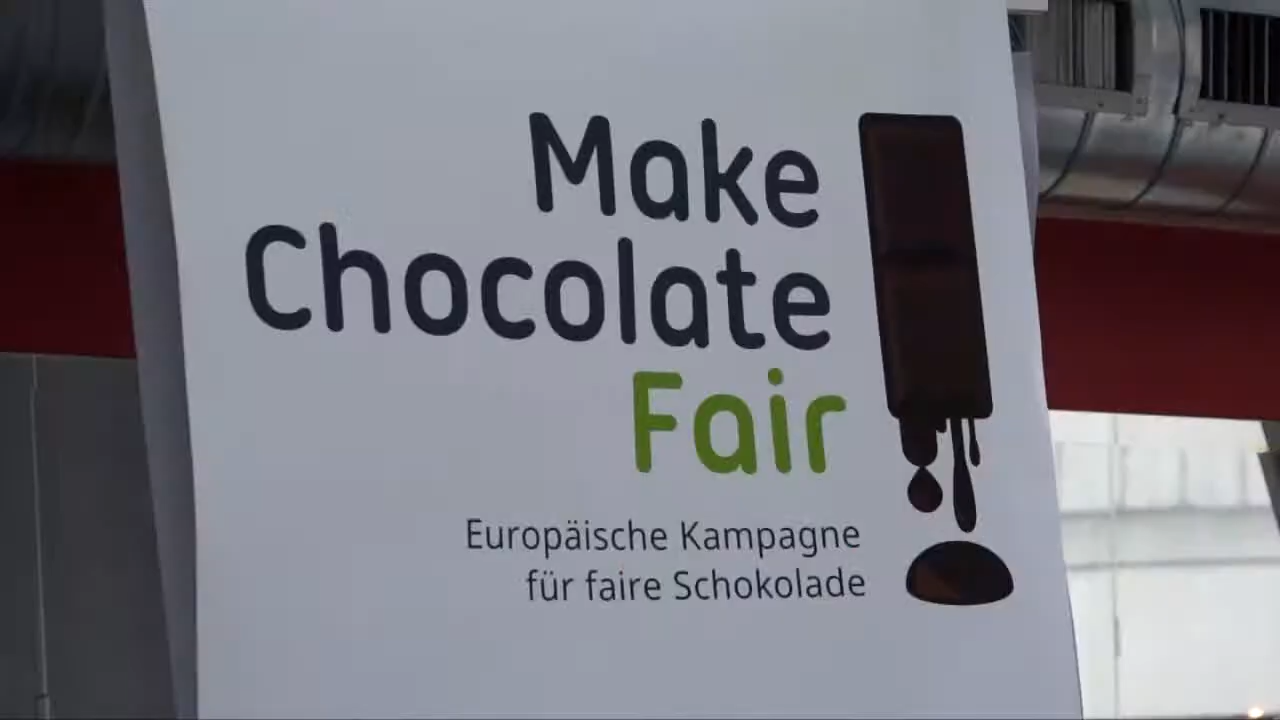 Make
Chocolate
Fair
Europäische Kampagne
für faire Schokolade